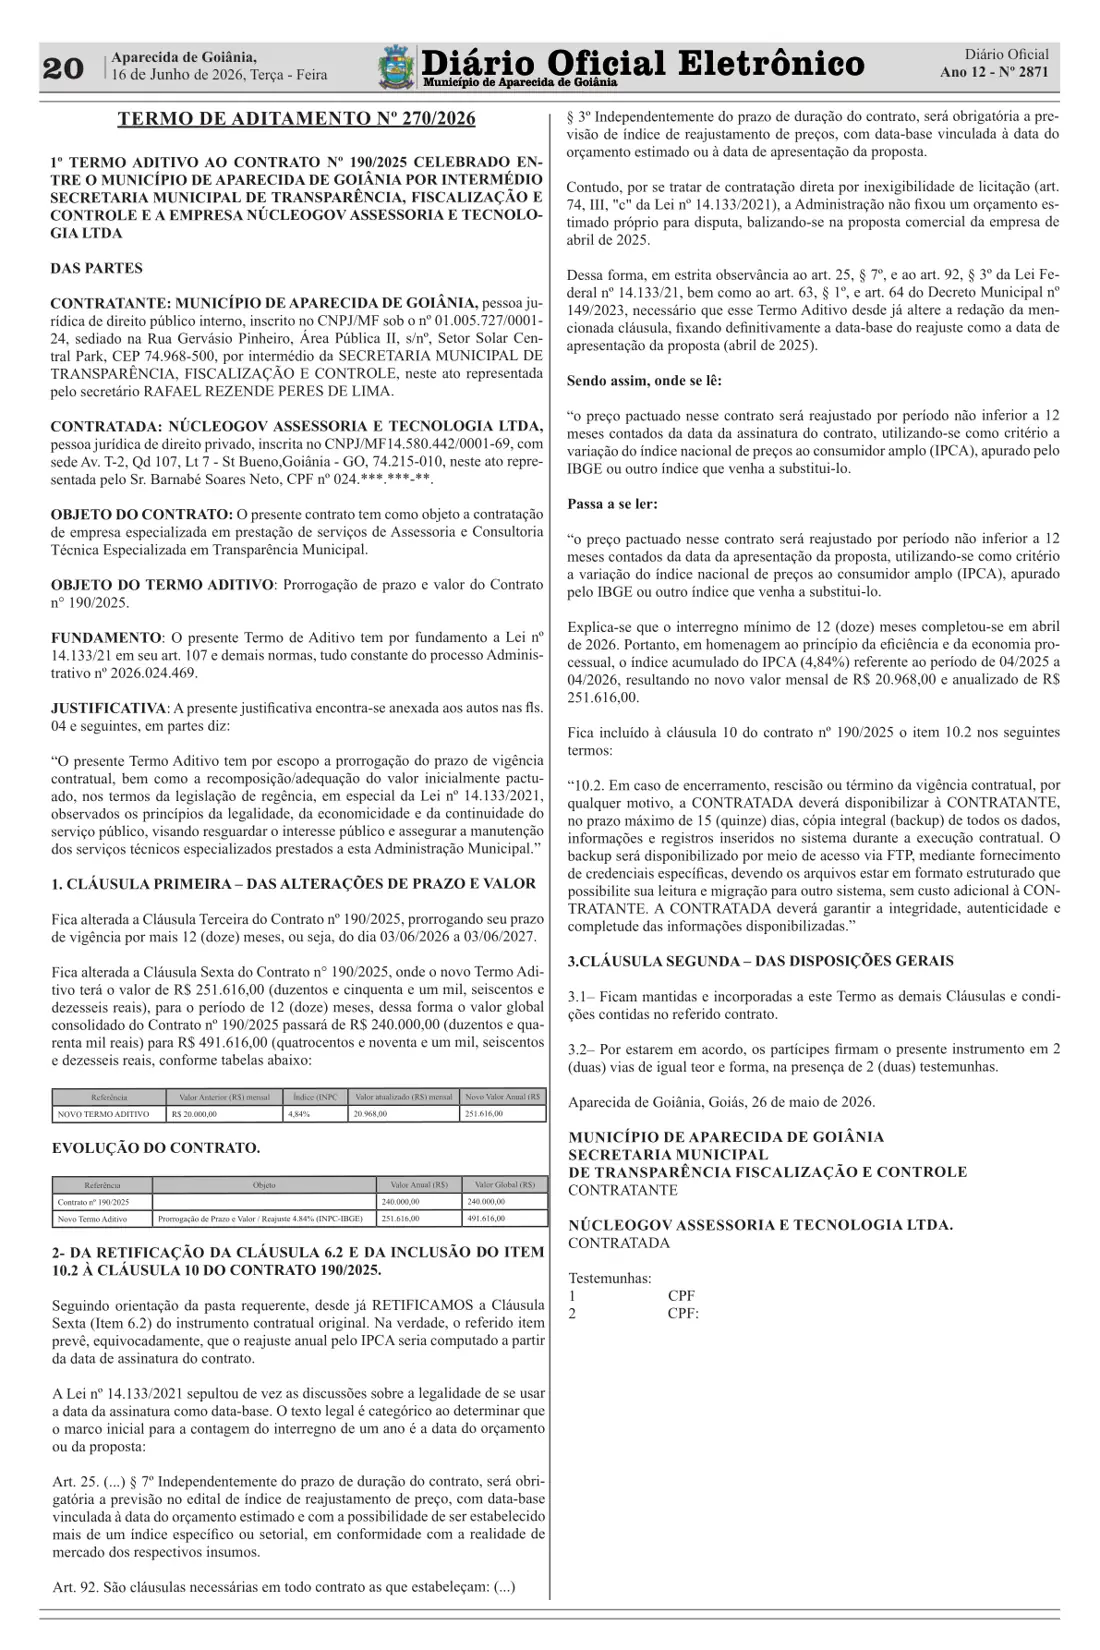 20
Aparecida de Goiânia,
16 de Junho de 2026, Terça - Feira
Diário Oficial Eletrônico
Município de Aparecida de Goiânia
Diário Oficial
Ano 12 - Nº 2871
TERMO DE ADITAMENTO Nº 270/2026
1º TERMO ADITIVO AO CONTRATO Nº 190/2025 CELEBRADO EN-
TRE O MUNICÍPIO DE APARECIDA DE GOIÂNIA POR INTERMÉDIO
SECRETARIA MUNICIPAL DE TRANSPARÊNCIA, FISCALIZAÇÃO E
CONTROLE E A EMPRESA NÚCLEOGOV ASSESSORIA E TECNOLO-
GIA LTDA
DAS PARTES
CONTRATANTE: MUNICÍPIO DE APARECIDA DE GOIÂNIA, pessoa ju-
rídica de direito público interno, inscrito no CNPJ/MF sob o nº 01.005.727/0001-
24, sediado na Rua Gervásio Pinheiro, Área Pública II, s/nº, Setor Solar Cen-
tral Park, CEP 74.968-500, por intermédio da SECRETARIA MUNICIPAL DE
TRANSPARÊNCIA, FISCALIZAÇÃO E CONTROLE, neste ato representada
pelo secretário RAFAEL REZENDE PERES DE LIMA.
CONTRATADA: NÚCLEOGOV ASSESSORIA E TECNOLOGIA LTDA,
pessoa jurídica de direito privado, inscrita no CNPJ/MF14.580.442/0001-69, com
sede Av. T-2, Qd 107, Lt 7 - St Bueno,Goiânia - GO, 74.215-010, neste ato repre-
sentada pelo Sr. Barnabé Soares Neto, CPF nº 024.***.***-**.
OBJETO DO CONTRATO: O presente contrato tem como objeto a contratação
de empresa especializada em prestação de serviços de Assessoria e Consultoria
Técnica Especializada em Transparência Municipal.
OBJETO DO TERMO ADITIVO: Prorrogação de prazo e valor do Contrato
n° 190/2025.
FUNDAMENTO: O presente Termo de Aditivo tem por fundamento a Lei nº
14.133/21 em seu art. 107 e demais normas, tudo constante do processo Adminis-
trativo nº 2026.024.469.
JUSTIFICATIVA: A presente justificativa encontra-se anexada aos autos nas fls.
04 e seguintes, em partes diz:
“O presente Termo Aditivo tem por escopo a prorrogação do prazo de vigência
contratual, bem como a recomposição/adequação do valor inicialmente pactu-
ado, nos termos da legislação de regência, em especial da Lei nº 14.133/2021,
observados os princípios da legalidade, da economicidade e da continuidade do
serviço público, visando resguardar o interesse público e assegurar a manutenção
dos serviços técnicos especializados prestados a esta Administração Municipal.”
1. CLÁUSULA PRIMEIRA – DAS ALTERAÇÕES DE PRAZO E VALOR
Fica alterada a Cláusula Terceira do Contrato nº 190/2025, prorrogando seu prazo
de vigência por mais 12 (doze) meses, ou seja, do dia 03/06/2026 a 03/06/2027.
Fica alterada a Cláusula Sexta do Contrato n° 190/2025, onde o novo Termo Adi-
tivo terá o valor de R$ 251.616,00 (duzentos e cinquenta e um mil, seiscentos e
dezesseis reais), para o período de 12 (doze) meses, dessa forma o valor global
consolidado do Contrato nº 190/2025 passará de R$ 240.000,00 (duzentos e qua-
renta mil reais) para R$ 491.616,00 (quatrocentos e noventa e um mil, seiscentos
e dezesseis reais, conforme tabelas abaixo:
Referência Valor Anterior (R$) mensal Índice (INPC Valor atualizado (R$) mensal Novo Valor Anual (R$
NOVO TERMO ADITIVO R$ 20.000,00 4,84% 20.968,00 251.616,00
EVOLUÇÃO DO CONTRATO.
Referência Objeto Valor Anual (R$) Valor Global (R$)
Contrato nº 190/2025 240.000,00 240.000,00
Novo Termo Aditivo Prorrogação de Prazo e Valor / Reajuste 4.84% (INPC-IBGE) 251.616,00 491.616,00
2- DA RETIFICAÇÃO DA CLÁUSULA 6.2 E DA INCLUSÃO DO ITEM
10.2 À CLÁUSULA 10 DO CONTRATO 190/2025.
Seguindo orientação da pasta requerente, desde já RETIFICAMOS a Cláusula
Sexta (Item 6.2) do instrumento contratual original. Na verdade, o referido item
prevê, equivocadamente, que o reajuste anual pelo IPCA seria computado a partir
da data de assinatura do contrato.
A Lei nº 14.133/2021 sepultou de vez as discussões sobre a legalidade de se usar
a data da assinatura como data-base. O texto legal é categórico ao determinar que
o marco inicial para a contagem do interregno de um ano é a data do orçamento
ou da proposta:
Art. 25. (...) § 7º Independentemente do prazo de duração do contrato, será obri-
gatória a previsão no edital de índice de reajustamento de preço, com data-base
vinculada à data do orçamento estimado e com a possibilidade de ser estabelecido
mais de um índice específico ou setorial, em conformidade com a realidade de
mercado dos respectivos insumos.
Art. 92. São cláusulas necessárias em todo contrato as que estabeleçam: (...)
§ 3º Independentemente do prazo de duração do contrato, será obrigatória a pre-
visão de índice de reajustamento de preços, com data-base vinculada à data do
orçamento estimado ou à data de apresentação da proposta.
Contudo, por se tratar de contratação direta por inexigibilidade de licitação (art.
74, III, "c" da Lei nº 14.133/2021), a Administração não fixou um orçamento es-
timado próprio para disputa, balizando-se na proposta comercial da empresa de
abril de 2025.
Dessa forma, em estrita observância ao art. 25, § 7º, e ao art. 92, § 3º da Lei Fe-
deral nº 14.133/21, bem como ao art. 63, § 1º, e art. 64 do Decreto Municipal nº
149/2023, necessário que esse Termo Aditivo desde já altere a redação da men-
cionada cláusula, fixando definitivamente a data-base do reajuste como a data de
apresentação da proposta (abril de 2025).
Sendo assim, onde se lê:
“o preço pactuado nesse contrato será reajustado por período não inferior a 12
meses contados da data da assinatura do contrato, utilizando-se como critério a
variação do índice nacional de preços ao consumidor amplo (IPCA), apurado pelo
IBGE ou outro índice que venha a substitui-lo.
Passa a se ler:
“o preço pactuado nesse contrato será reajustado por período não inferior a 12
meses contados da data da apresentação da proposta, utilizando-se como critério
a variação do índice nacional de preços ao consumidor amplo (IPCA), apurado
pelo IBGE ou outro índice que venha a substitui-lo.
Explica-se que o interregno mínimo de 12 (doze) meses completou-se em abril
de 2026. Portanto, em homenagem ao princípio da eficiência e da economia pro-
cessual, o índice acumulado do IPCA (4,84%) referente ao período de 04/2025 a
04/2026, resultando no novo valor mensal de R$ 20.968,00 e anualizado de R$
251.616,00.
Fica incluído à cláusula 10 do contrato nº 190/2025 o item 10.2 nos seguintes
termos:
“10.2. Em caso de encerramento, rescisão ou término da vigência contratual, por
qualquer motivo, a CONTRATADA deverá disponibilizar à CONTRATANTE,
no prazo máximo de 15 (quinze) dias, cópia integral (backup) de todos os dados,
informações e registros inseridos no sistema durante a execução contratual. O
backup será disponibilizado por meio de acesso via FTP, mediante fornecimento
de credenciais específicas, devendo os arquivos estar em formato estruturado que
possibilite sua leitura e migração para outro sistema, sem custo adicional à CON-
TRATANTE. A CONTRATADA deverá garantir a integridade, autenticidade e
completude das informações disponibilizadas.”
3.CLÁUSULA SEGUNDA – DAS DISPOSIÇÕES GERAIS
3.1– Ficam mantidas e incorporadas a este Termo as demais Cláusulas e condi-
ções contidas no referido contrato.
3.2– Por estarem em acordo, os partícipes firmam o presente instrumento em 2
(duas) vias de igual teor e forma, na presença de 2 (duas) testemunhas.
Aparecida de Goiânia, Goiás, 26 de maio de 2026.
MUNICÍPIO DE APARECIDA DE GOIÂNIA
SECRETARIA MUNICIPAL
DE TRANSPARÊNCIA FISCALIZAÇÃO E CONTROLE
CONTRATANTE
NÚCLEOGOV ASSESSORIA E TECNOLOGIA LTDA.
CONTRATADA
Testemunhas:
1 CPF
2 CPF: